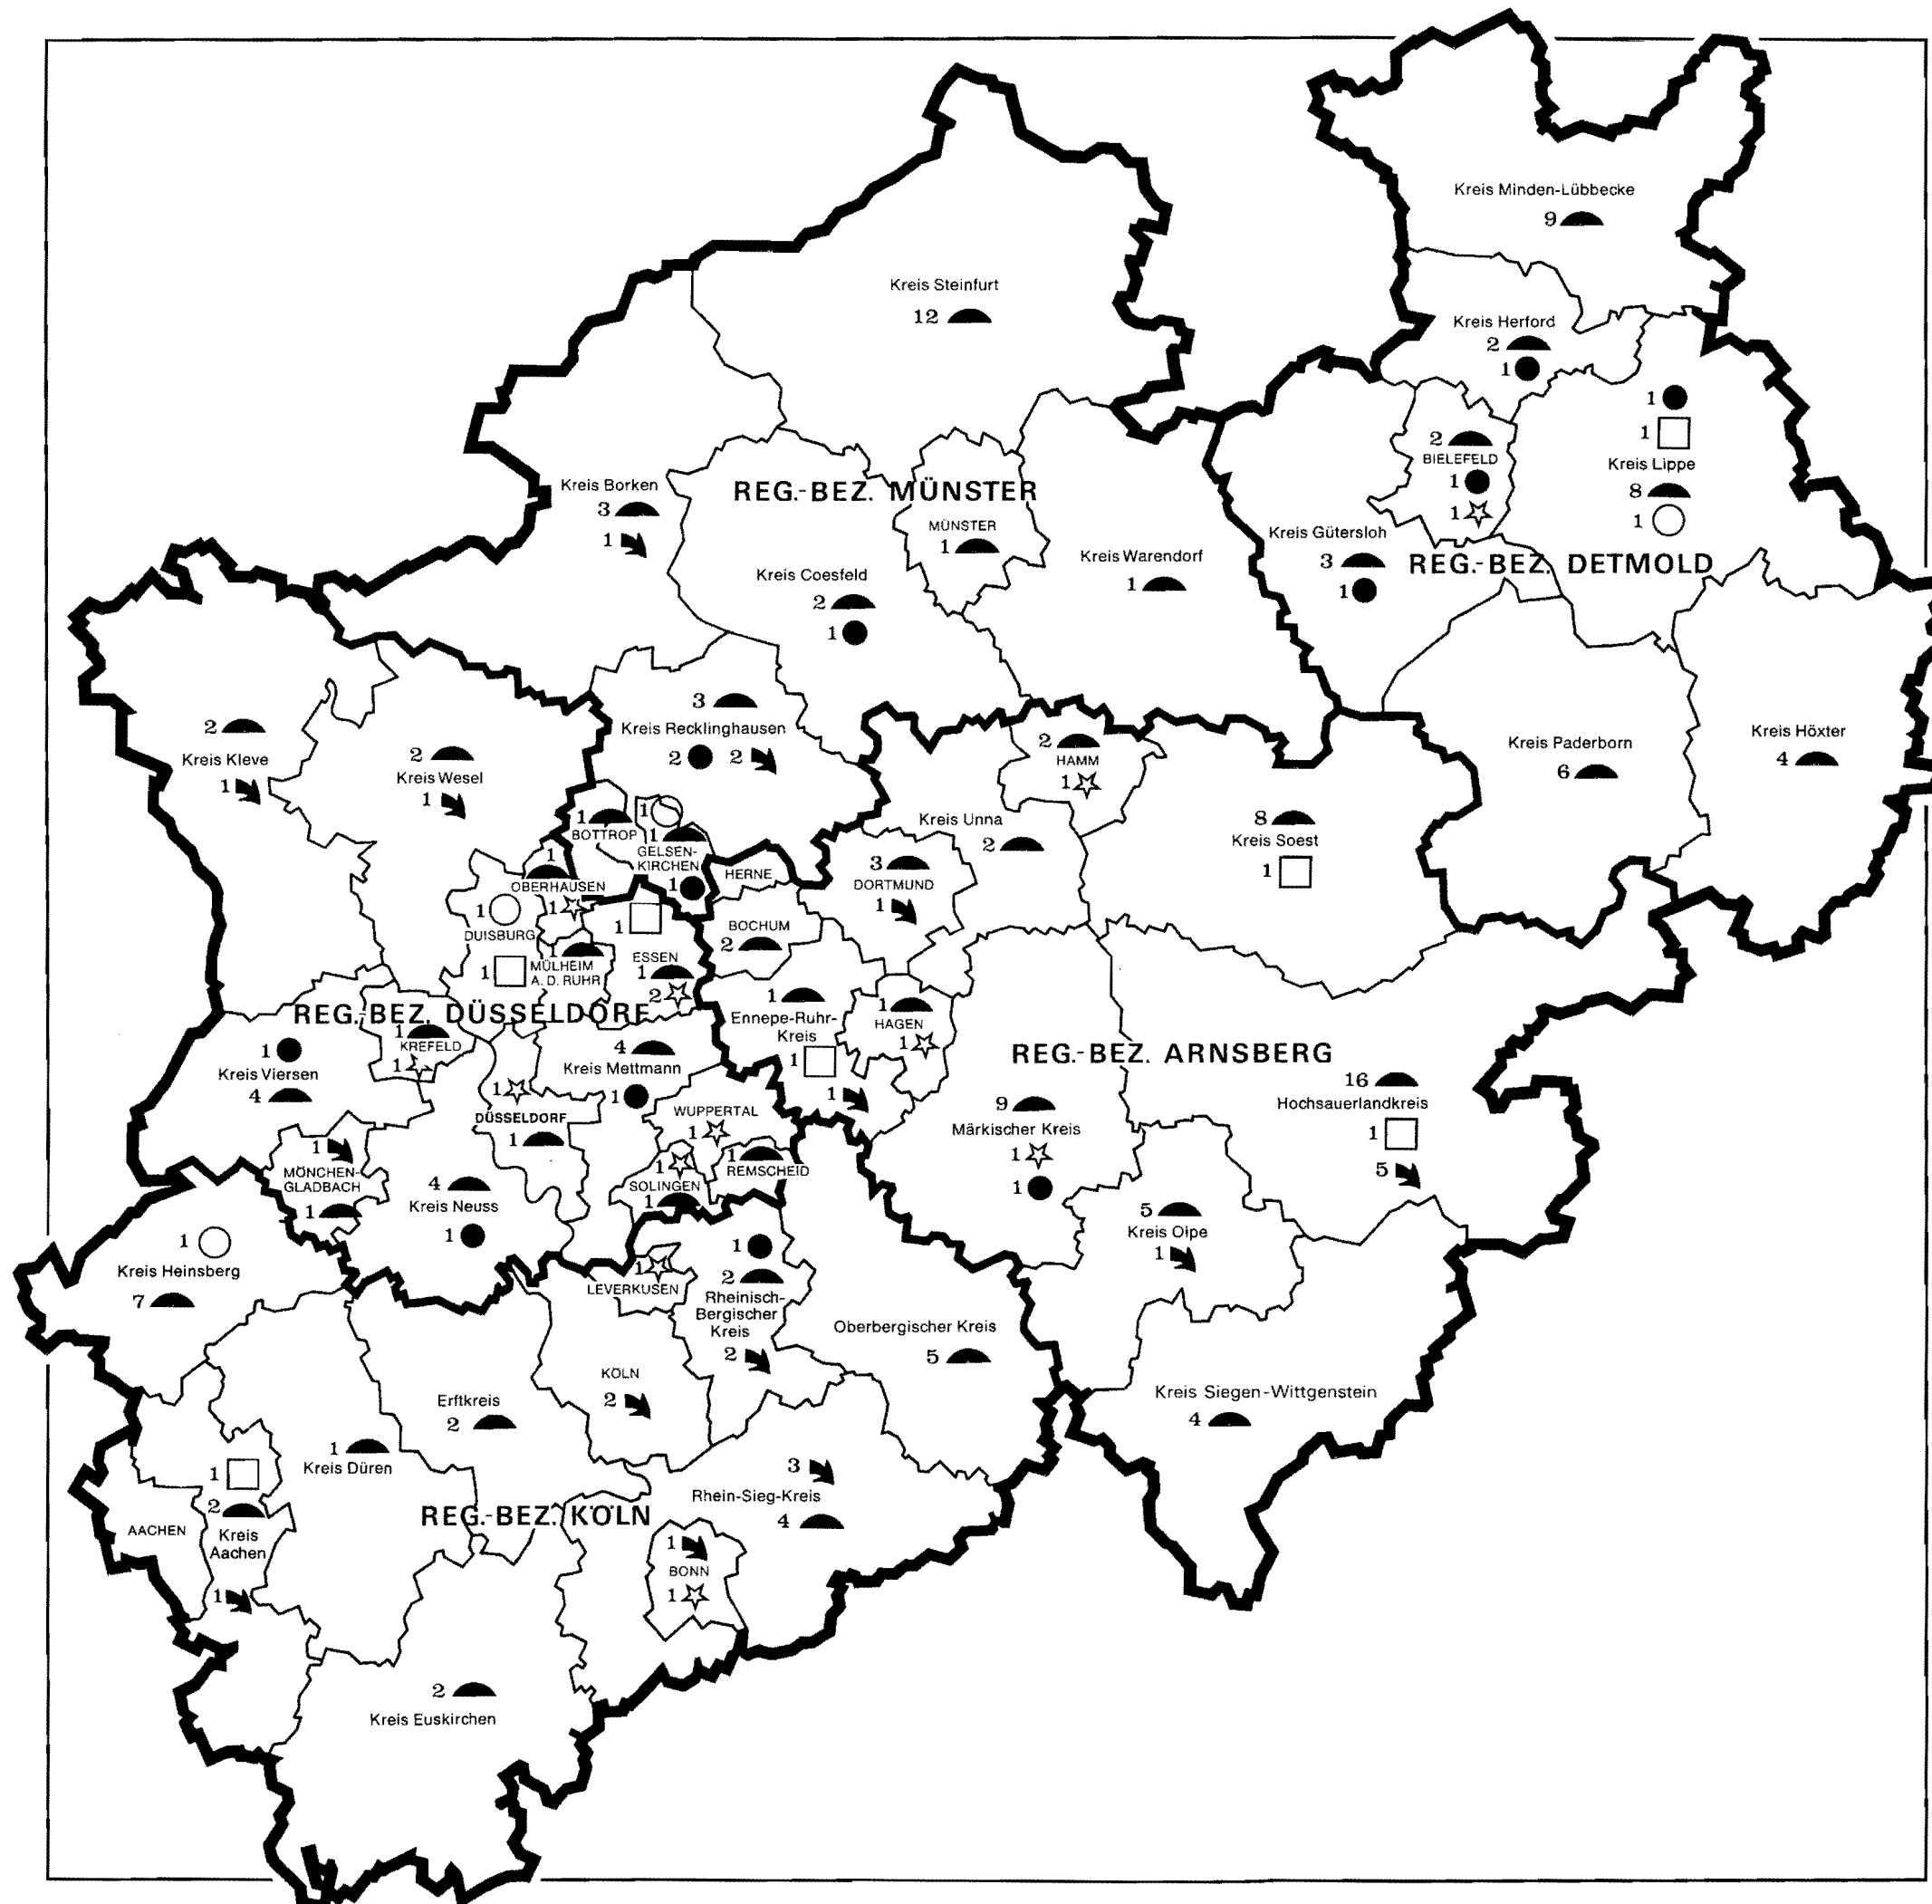 Kreis Minden-Lübbecke
9
Kreis Steinfurt
12
Kreis Herford
2
1
1
1
Kreis Lippe
8
1
2
BIELEFELD
1
1
Kreis Borken
3
1
REG.-BEZ. MÜNSTER
MÜNSTER
1
Kreis Warendorf
1
Kreis Gütersloh
3
1
REG.-BEZ. DETMOLD
Kreis Coesfeld
2
1
2
Kreis Kleve
1
2
Kreis Wesel
1
3
Kreis Recklinghausen
2
2
2
HAMM
1
Kreis Paderborn
6
Kreis Höxter
4
1
BOTTROP
1
1
GELSEN-
KIRCHEN
1
HERNE
Kreis Unna
2
8
Kreis Soest
1
3
DORTMUND
1
1
OBERHAUSEN
1
1
DUISBURG
1
1
MÜLHEIM
A. D. RUHR
1
ESSEN
1
2
BOCHUM
2
REG.-BEZ. DÜSSELDORF
1
KREFELD
1
1
Kreis Viersen
4
1
Ennepe-Ruhr-
Kreis
1
1
1
HAGEN
1
REG.-BEZ. ARNSBERG
4
Kreis Mettmann
1
1
DÜSSELDORF
1
WUPPERTAL
1
1
SOLINGEN
1
1
REMSCHEID
9
Märkischer Kreis
1
1
16
Hochsauerlandkreis
1
5
1
MÖNCHEN-
GLADBACH
1
4
Kreis Neuss
1
5
Kreis Olpe
1
1
Kreis Heinsberg
7
1
LEVERKUSEN
1
2
Rheinisch-
Bergischer
Kreis
2
Oberbergischer Kreis
5
KÖLN
2
Erftkreis
2
Kreis Siegen-Wittgenstein
4
1
Kreis Düren
1
2
Kreis
Aachen
1
AACHEN
REG.-BEZ. KÖLN
3
Rhein-Sieg-Kreis
4
1
BONN
1
2
Kreis Euskirchen